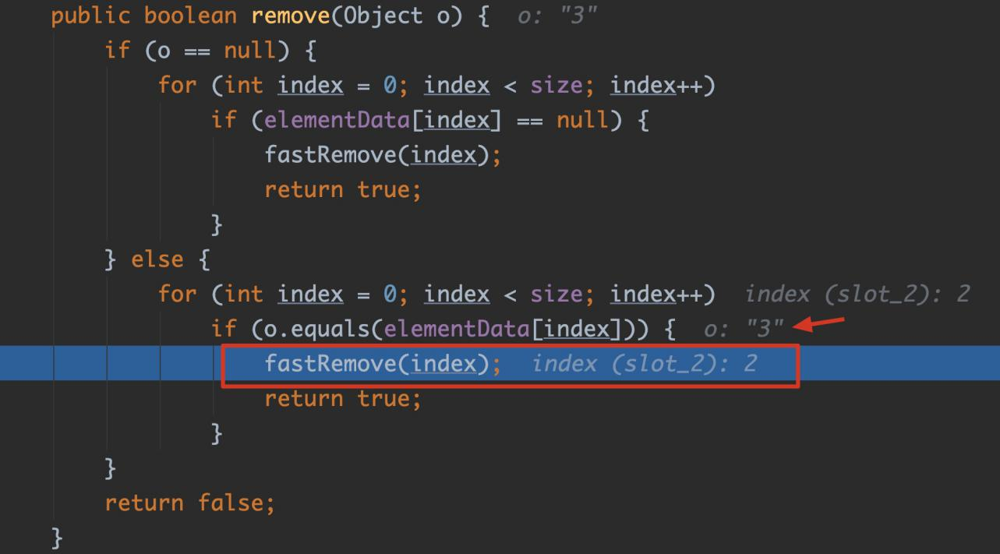 public boolean remove(Object o) {  o: "3"
    if (o == null) {
        for (int index = 0; index < size; index++)
            if (elementData[index] == null) {
                fastRemove(index);
                return true;
            }
    } else {
        for (int index = 0; index < size; index++)  index (slot_2): 2
            if (o.equals(elementData[index])) {  o: "3"
                fastRemove(index);  index (slot_2): 2
                return true;
            }
    }
    return false;
}